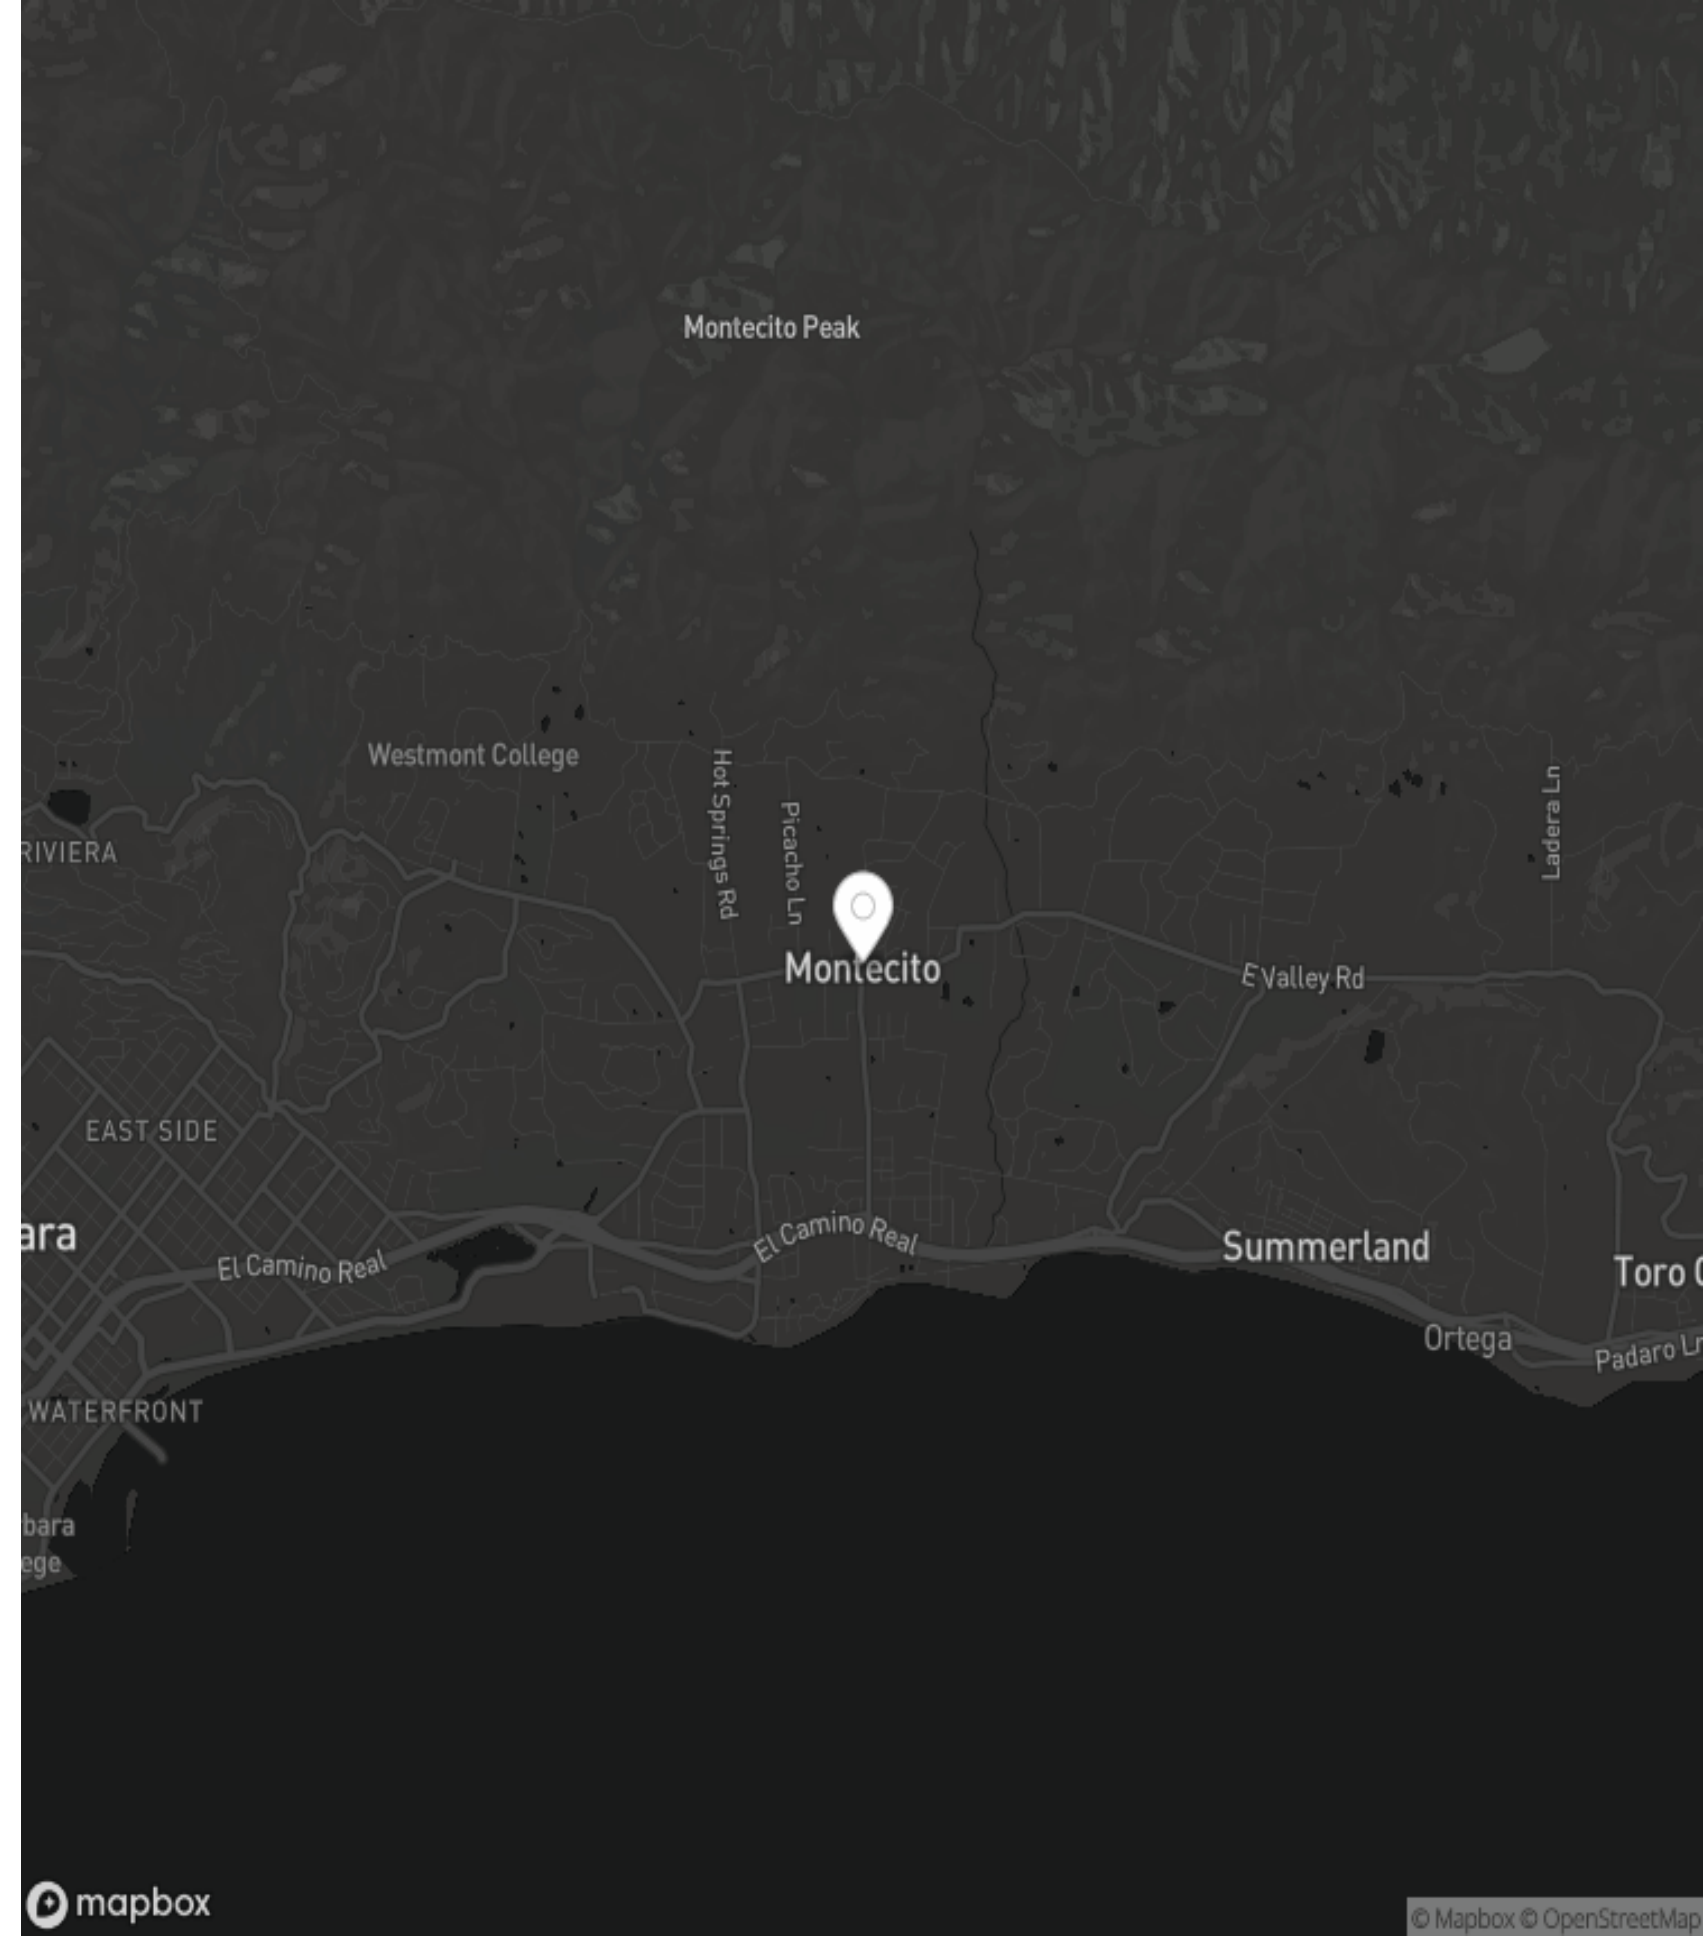 Montecito Peak
Westmont College
Hot Springs Rd
Picacho Ln
Ladera Ln
RIVIERA
Montecito
E Valley Rd
EAST SIDE
ara
El Camino Real
El Camino Real
Summerland
Toro C
Ortega
Padaro Ln
WATERFRONT
bara
ege
mapbox
© Mapbox © OpenStreetMap